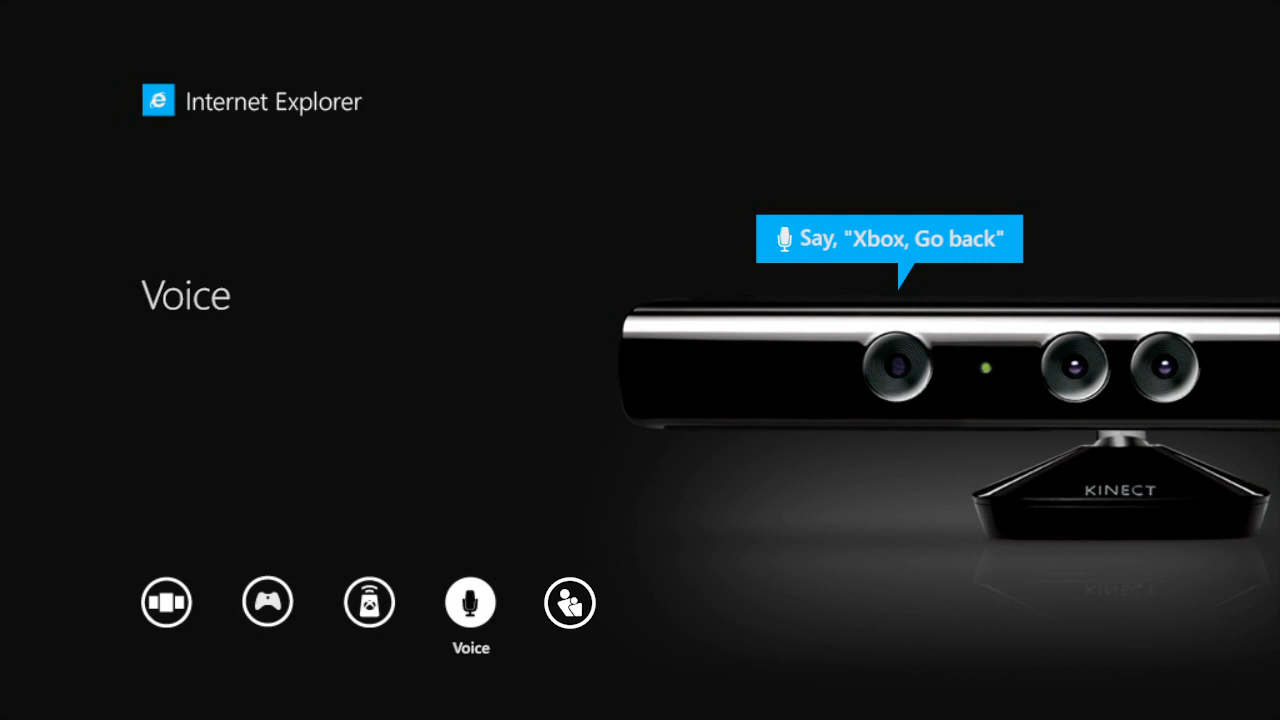 Internet Explorer
Say, "Xbox, Go back"
Voice
KINECT
Voice